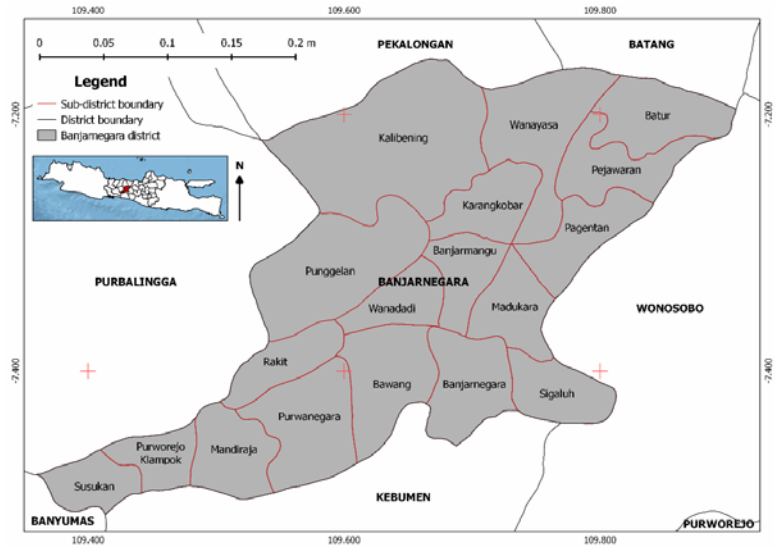 109.400 109.600 109.800
0 0.05 0.1 0.15 0.2 m
PEKALONGAN
BATANG
Legend
Sub-district boundary
District boundary
Banjarnegara district
N
-7.200
-7.200
Batur
Wanayasa
Kalibening
Pejawaran
Karangkobar
Pagentan
Banjarmangu
Punggelan
PURBALINGGA
BANJARNEGARA
Wanadadi
Madukara
WONOSOBO
Rakit
-7.400
-7.400
Bawang
Banjarnegara
Sigaluh
Purwanegara
Purworejo
Klampok
Mandiraja
Susukan
KEBUMEN
BANYUMAS
PURWOREJO
109.400 109.600 109.800